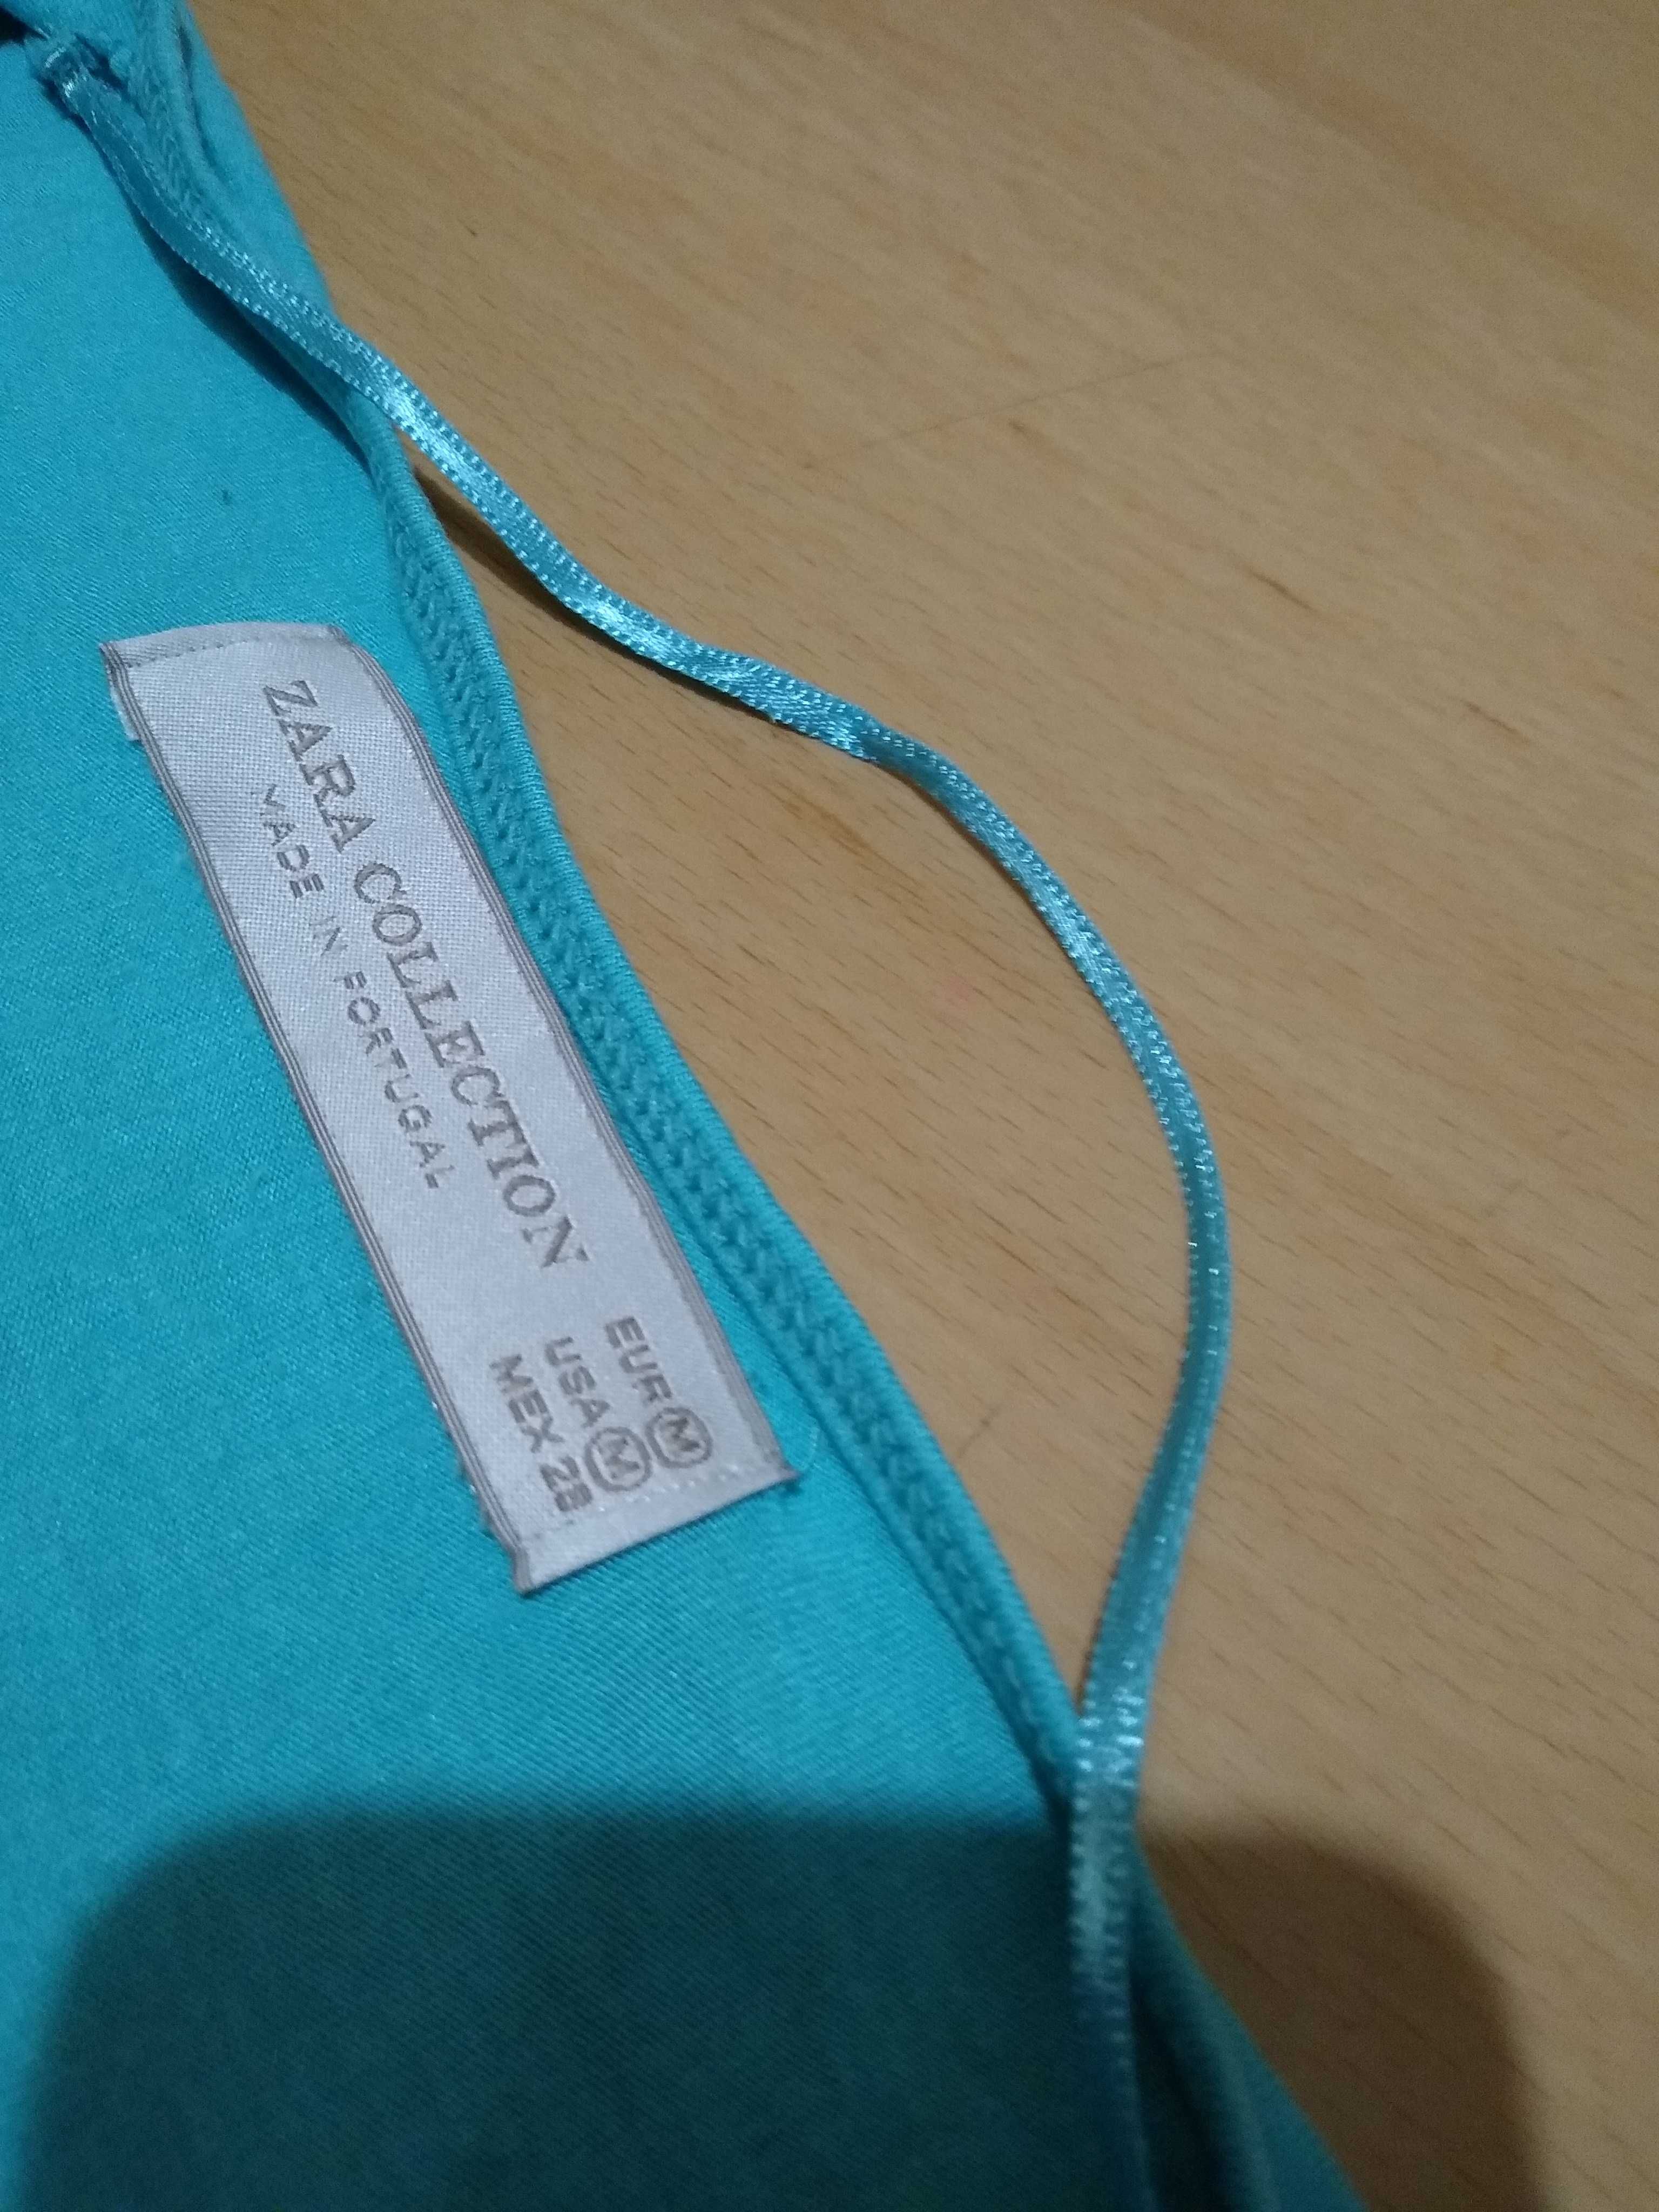 ZARA COLLECTION
MADE IN PORTUGAL
EUR M
USA M
MEX 28